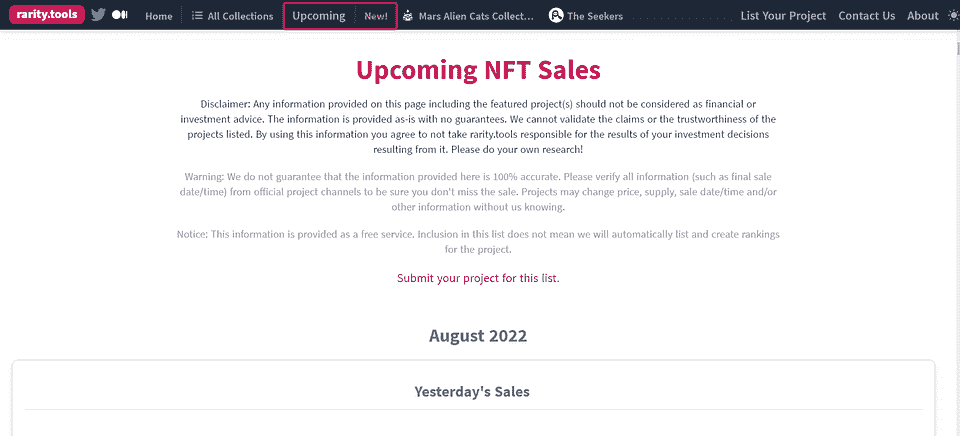 rarity.tools Home All Collections Upcoming New! Mars Alien Cats Collect... The Seekers List Your Project Contact Us About
Upcoming NFT Sales
Disclaimer: Any information provided on this page including the featured project(s) should not be considered as financial or
investment advice. The information is provided as-is with no guarantees. We cannot validate the claims or the trustworthiness of the
projects listed. By using this information you agree to not take rarity.tools responsible for the results of your investment decisions
resulting from it. Please do your own research!
Warning: We do not guarantee that the information provided here is 100% accurate. Please verify all information (such as final sale
date/time) from official project channels to be sure you don't miss the sale. Projects may change price, supply, sale date/time and/or
other information without us knowing.
Notice: This information is provided as a free service. Inclusion in this list does not mean we will automatically list and create rankings
for the project.
Submit your project for this list.
August 2022
Yesterday's Sales